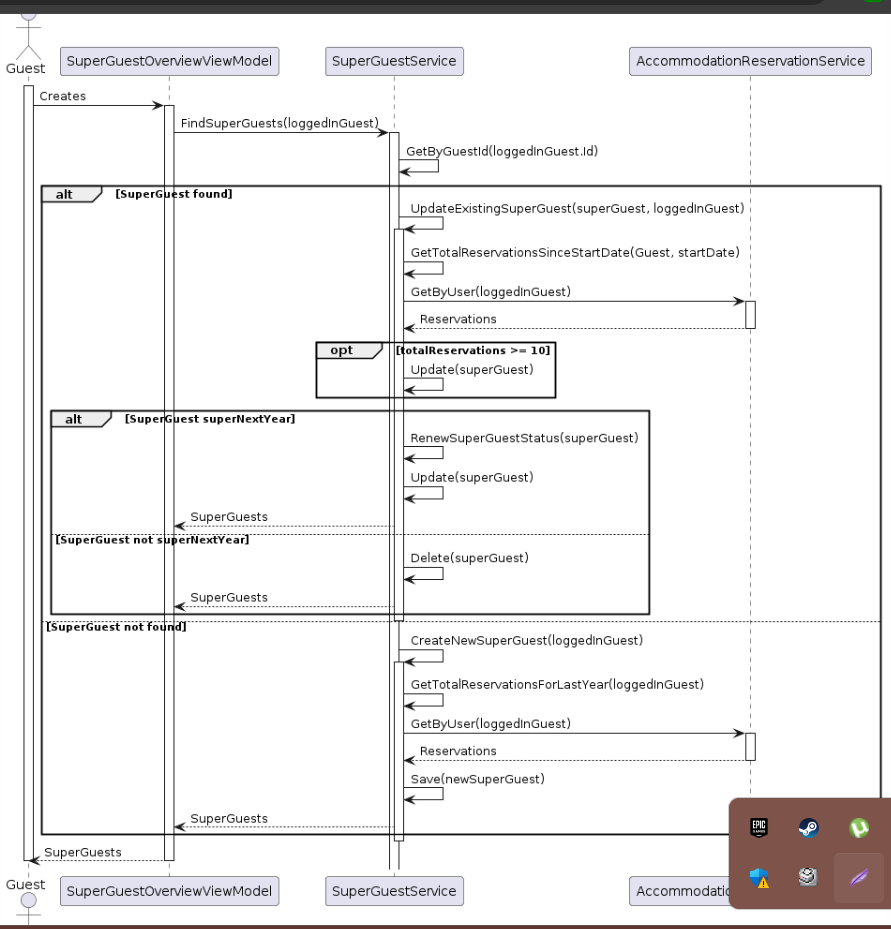 Guest
SuperGuestOverviewViewModel
SuperGuestService
AccommodationReservationService
Creates
FindSuperGuests(loggedInGuest)
GetByGuestId(loggedInGuest.Id)
alt
[SuperGuest found]
UpdateExistingSuperGuest(superGuest, loggedInGuest)
GetTotalReservationsSinceStartDate(Guest, startDate)
GetByUser(loggedInGuest)
Reservations
opt
[totalReservations >= 10]
Update(superGuest)
alt
[SuperGuest superNextYear]
RenewSuperGuestStatus(superGuest)
Update(superGuest)
SuperGuests
[SuperGuest not superNextYear]
Delete(superGuest)
SuperGuests
[SuperGuest not found]
CreateNewSuperGuest(loggedInGuest)
GetTotalReservationsForLastYear(loggedInGuest)
GetByUser(loggedInGuest)
Reservations
Save(newSuperGuest)
SuperGuests
SuperGuests
Guest
SuperGuestOverviewViewModel
SuperGuestService
EPIC